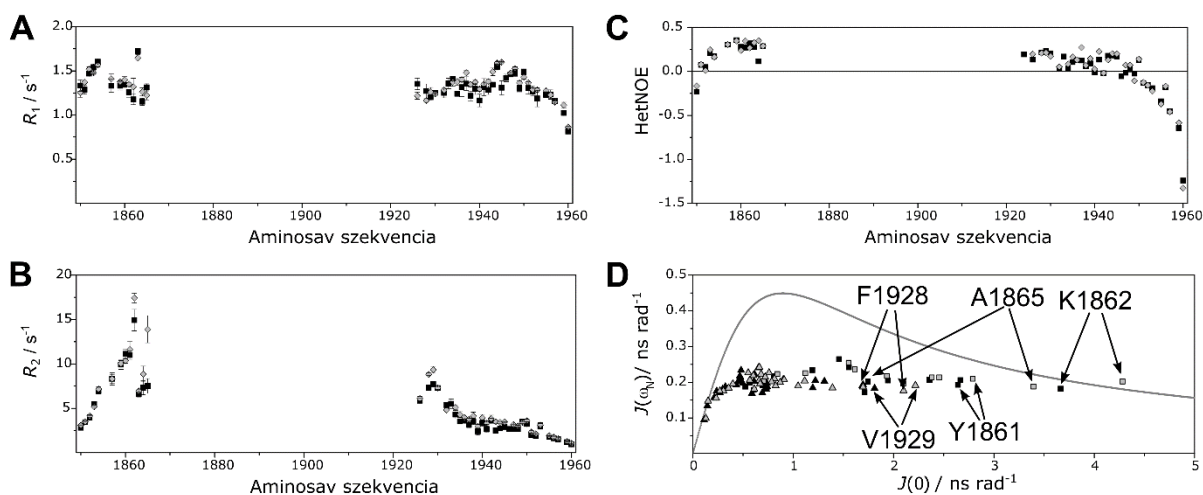 A
R1 / s-1
2.0
1.5
1.0
0.5
1860
1880
1900
1920
1940
1960
Aminosav szekvencia
B
R2 / s-1
20
15
10
5
1860
1880
1900
1920
1940
1960
Aminosav szekvencia
C
HetNOE
0.5
0.0
-0.5
-1.0
-1.5
1860
1880
1900
1920
1940
1960
Aminosav szekvencia
D
J(ωN)/ ns rad-1
0.5
0.4
0.3
0.2
0.1
F1928
A1865
K1862
V1929
Y1861
0
1
2
3
4
5
J(0) / ns rad-1